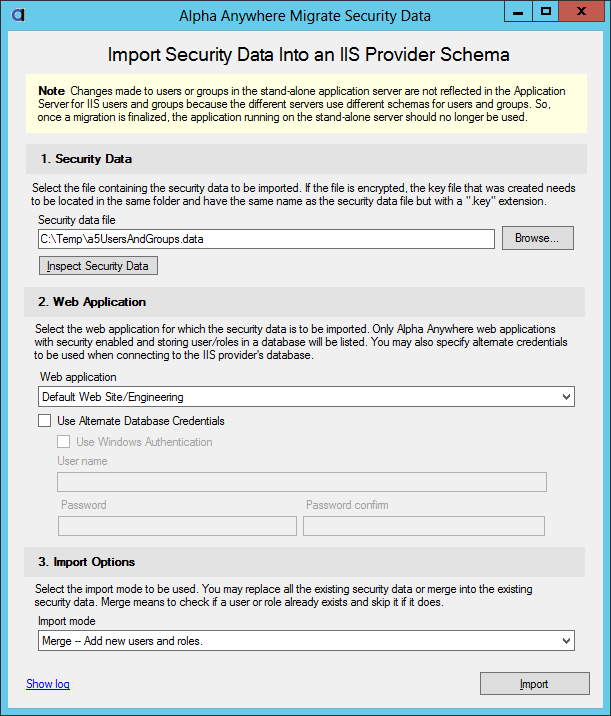 Alpha Anywhere Migrate Security Data
Import Security Data Into an IIS Provider Schema
Note Changes made to users or groups in the stand-alone application server are not reflected in the Application
Server for IIS users and groups because the different servers use different schemas for users and groups. So,
once a migration is finalized, the application running on the stand-alone server should no longer be used.
1. Security Data
Select the file containing the security data to be imported. If the file is encrypted, the key file that was created needs
to be located in the same folder and have the same name as the security data file but with a ".key" extension.
Security data file
C:\Temp\a5UsersAndGroups.data
Browse...
Inspect Security Data
2. Web Application
Select the web application for which the security data is to be imported. Only Alpha Anywhere web applications
with security enabled and storing user/roles in a database will be listed. You may also specify alternate credentials
to be used when connecting to the IIS provider's database.
Web application
Default Web Site/Engineering
Use Alternate Database Credentials
Use Windows Authentication
User name
Password Password confirm
3. Import Options
Select the import mode to be used. You may replace all the existing security data or merge into the existing
security data. Merge means to check if a user or role already exists and skip it if it does.
Import mode
Merge -- Add new users and roles.
Show log
Import